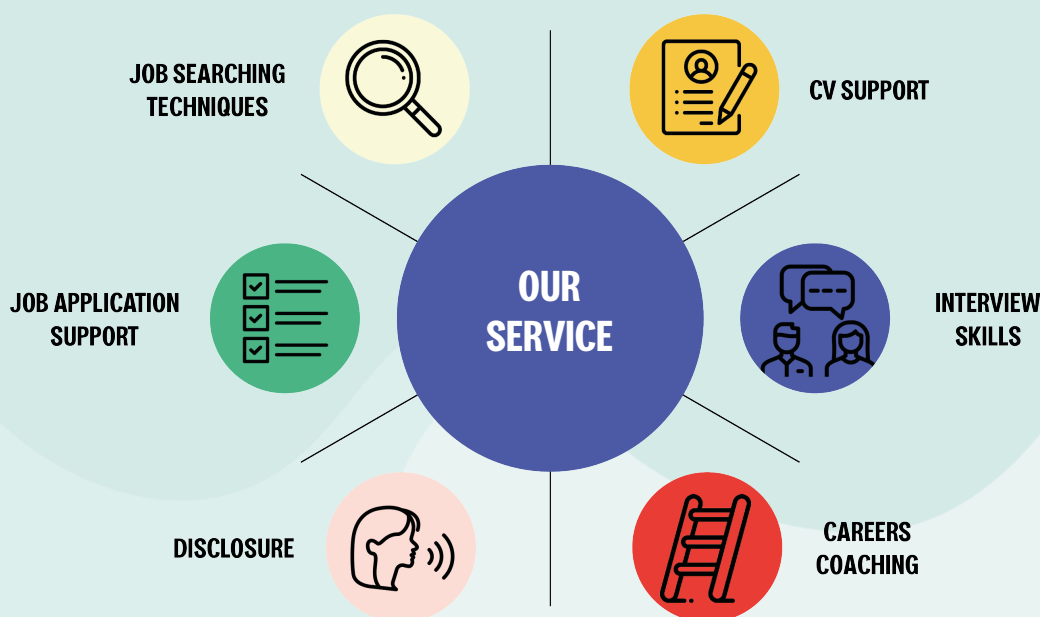 JOB SEARCHING
TECHNIQUES
CV SUPPORT
OUR
SERVICE
JOB APPLICATION
SUPPORT
INTERVIEW
SKILLS
DISCLOSURE
CAREERS
COACHING